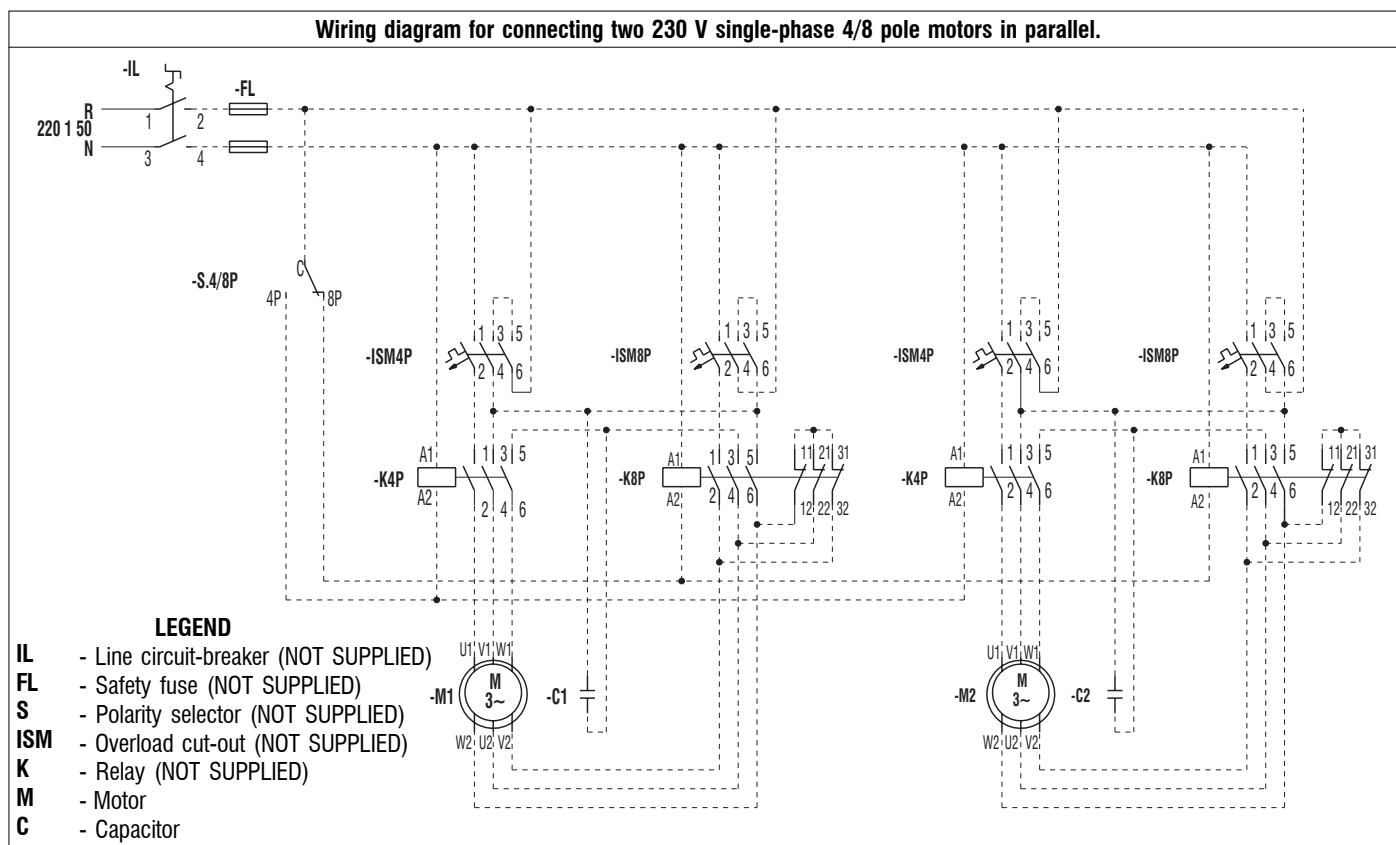 Wiring diagram for connecting two 230 V single-phase 4/8 pole motors in parallel.
-IL
-FL
R
1 2
220 1 50
N
3 4
C
-S.4/8P
4P 8P
-ISM4P
1 3 5
2 4 6
-ISM8P
1 3 5
2 4 6
-ISM4P
1 3 5
2 4 6
-ISM8P
1 3 5
2 4 6
-K4P
A1
A2
1 3 5
2 4 6
-K8P
A1
A2
1 3 5
2 4 6
11 21 31
12 22 32
-K4P
A1
A2
1 3 5
2 4 6
-K8P
A1
A2
1 3 5
2 4 6
11 21 31
12 22 32
U1 V1 W1
-M1
M
3~
W2 U2 V2
-C1
U1 V1 W1
-M2
M
3~
W2 U2 V2
-C2
LEGEND
IL - Line circuit-breaker (NOT SUPPLIED)
FL - Safety fuse (NOT SUPPLIED)
S - Polarity selector (NOT SUPPLIED)
ISM - Overload cut-out (NOT SUPPLIED)
K - Relay (NOT SUPPLIED)
M - Motor
C - Capacitor